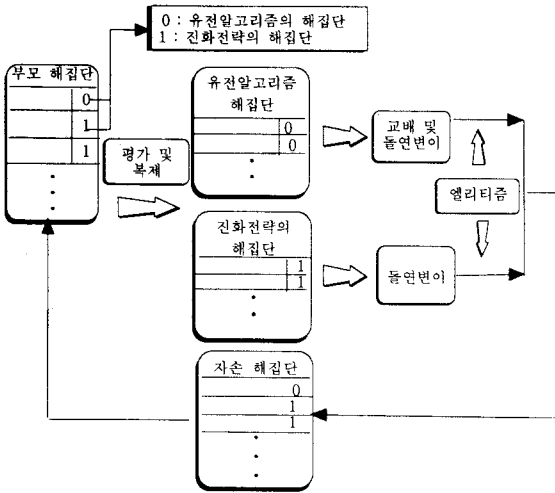 0 : 유전알고리즘의 해집단
1 : 진화전략의 해집단
부모 해집단
0
1
1
평가 및
복제
유전알고리즘
해집단
0
0
교배 및
돌연변이
엘리티즘
진화전략의
해집단
1
1
돌연변이
자손 해집단
0
1
1